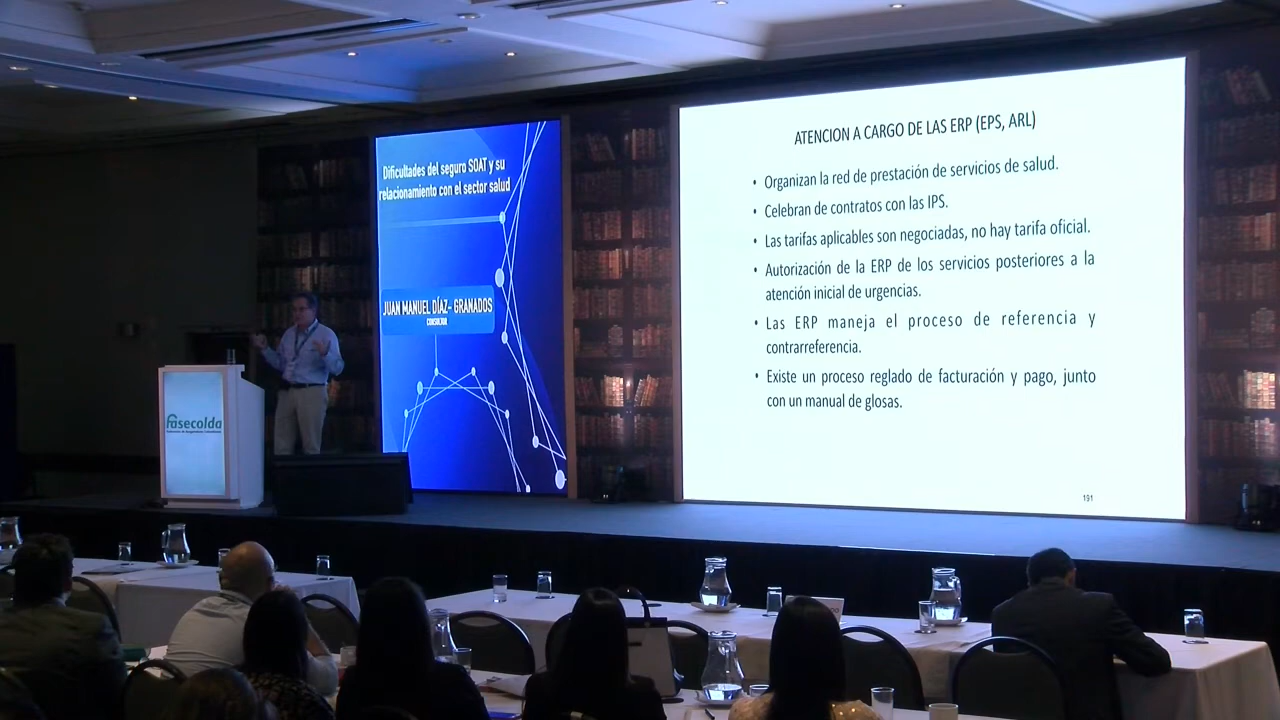 Dificultades del seguro SOAT y su
relacionamiento con el sector salud
JUAN MANUEL DÍAZ- GRANADOS
CONSULTOR
fasecolda
ATENCION A CARGO DE LAS ERP (EPS, ARL)
• Organizan la red de prestación de servicios de salud.
• Celebran de contratos con las IPS.
• Las tarifas aplicables son negociadas, no hay tarifa oficial.
• Autorización de la ERP de los servicios posteriores a la
atención inicial de urgencias.
• Las ERP maneja el proceso de referencia y
contrarreferencia.
• Existe un proceso reglado de facturación y pago, junto
con un manual de glosas.
191